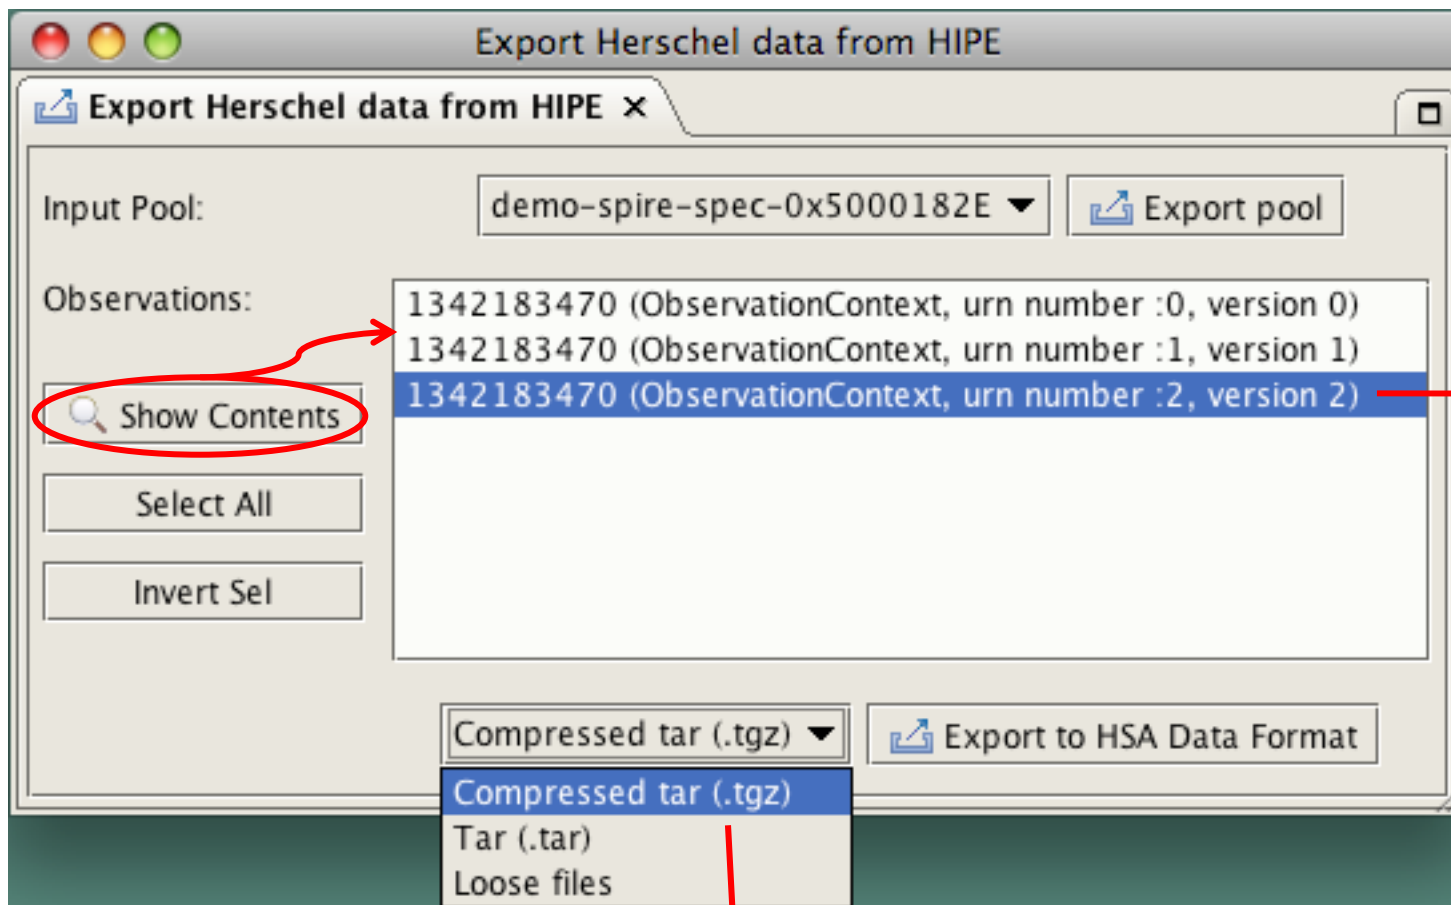 Export Herschel data from HIPE
Export Herschel data from HIPE ×
Input Pool:
demo-spire-spec-0x5000182E
Export pool
Observations:
1342183470 (ObservationContext, urn number :0, version 0)
1342183470 (ObservationContext, urn number :1, version 1)
1342183470 (ObservationContext, urn number :2, version 2)
Show Contents
Select All
Invert Sel
Compressed tar (.tgz)
Export to HSA Data Format
Compressed tar (.tgz)
Tar (.tar)
Loose files